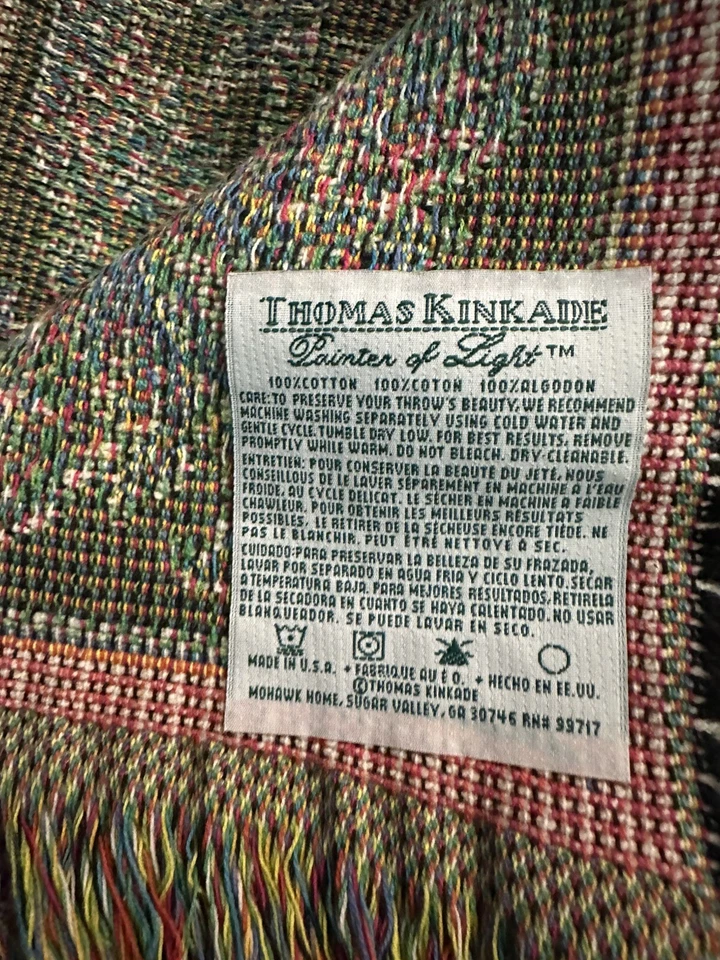 THOMAS KINKADE
Painter of Light™
100%COTTON 100%COTON 100%ALGODON
CARE:TO PRESERVE YOUR THROW'S BEAUTY, WE RECOMMEND
MACHINE WASHING SEPARATELY USING COLD WATER AND
GENTLE CYCLE. TUMBLE DRY LOW. FOR BEST RESULTS, REMOVE
PROMPTLY WHILE WARM. DO NOT BLEACH. DRY-CLEANABLE.
ENTRETIEN: POUR CONSERVER LA BEAUTÉ DU JETÉ, NOUS
CONSEILLOUS DE LE LAVER SÉPAREMENT EN MACHINE A L'EAU
FROIDE, AU CYCLE DELICAT. LE SÉCHER EN MACHINE A FAIBLE
CHAWLEUR. POUR OBTENIR LES MEILLEURS RÉSULTATS
POSSIBLES, LE RETIRER DE LA SÉCHEUSE ENCORE TIÉDE. NE
PAS LE BLANCHIR. PEUT ÊTRÉ NETTOVÉ A SEC.
CUIDADO:PARA PRESERVAR LA BELLEZA DE SU FRAZADA,
LAVAR POR SEPARADO EN AGUA FRIA Y CICLO LENTO. SECAR
A TEMPERATURA BAJA. PARA MEJORES RESULTADOS, RETIRELA
DE LA SECADORA EN CUANTO SE HAYA CALENTADO. NO USAR
BLANQUEADOR. SE PUEDE LAVAR EN SECO.
MADE IN U.S.A. + FABRIQUE AU É O. + HECHO EN EE.UU.
©THOMAS KINKADE
MOHAWK HOME, SUGAR VALLEY, GA 30746 RN# 99717